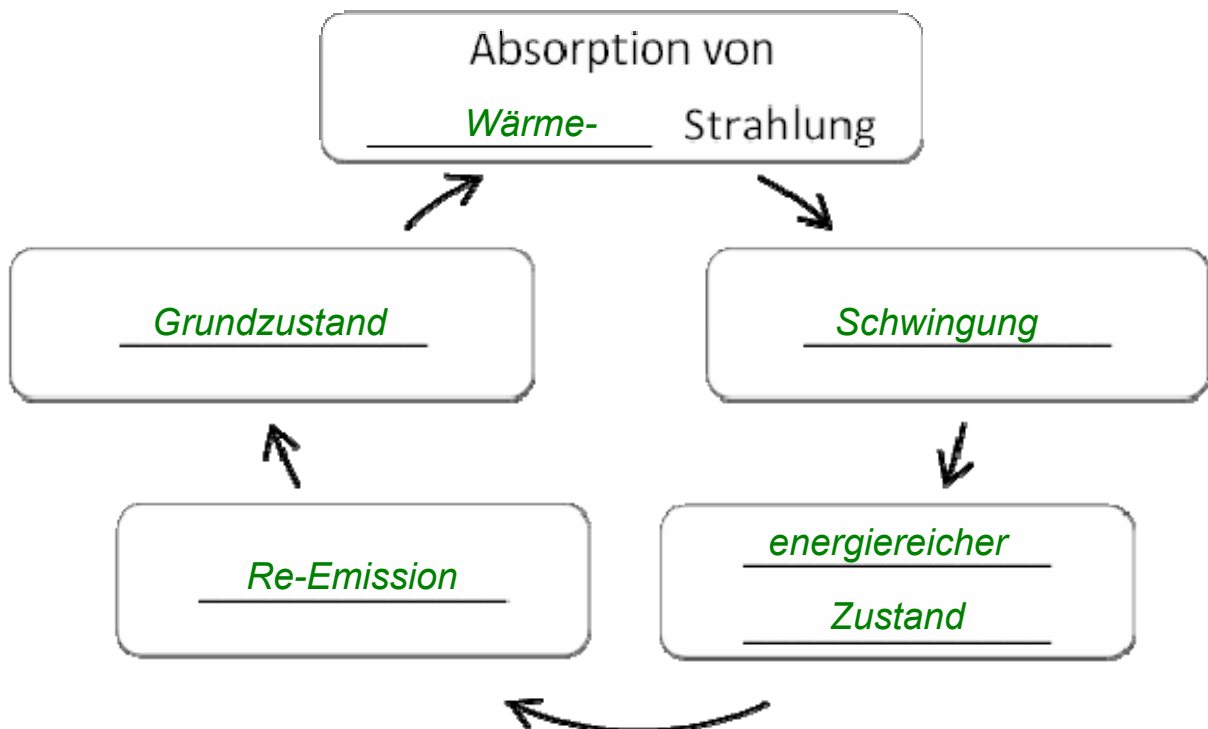 Absorption von
Wärme- Strahlung
Grundzustand
Schwingung
Re-Emission
energiereicher
Zustand